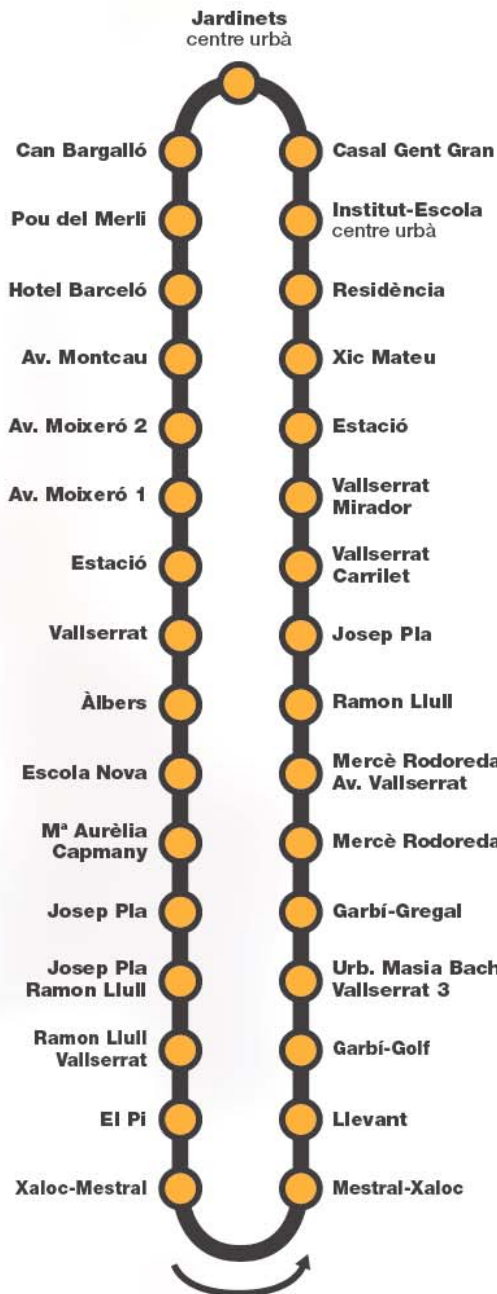 Jardinets
centre urbà
Can Bargalló
Casal Gent Gran
Pou del Merli
Institut-Escola
centre urbà
Hotel Barceló
Residència
Av. Montcau
Xic Mateu
Av. Moixeró 2
Estació
Av. Moixeró 1
Vallserrat
Mirador
Estació
Vallserrat
Carrilet
Vallserrat
Josep Pla
Àlbers
Ramon Llull
Escola Nova
Mercè Rodoreda
Av. Vallserrat
Mª Aurèlia
Capmany
Mercè Rodoreda
Josep Pla
Garbí-Gregal
Josep Pla
Ramon Llull
Urb. Masia Bach
Vallserrat 3
Ramon Llull
Vallserrat
Garbí-Golf
El Pi
Llevant
Xaloc-Mestral
Mestral-Xaloc